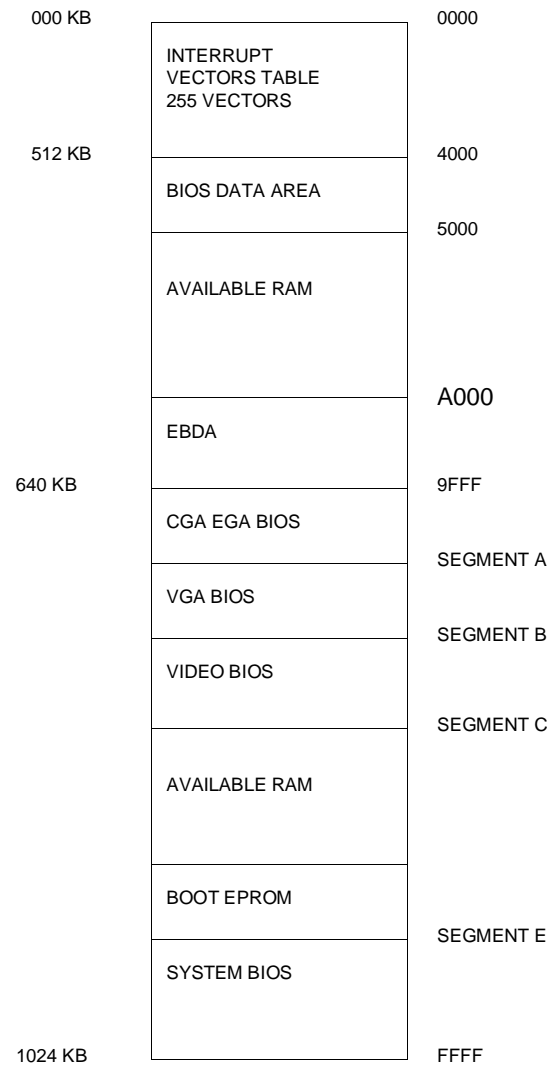 000 KB
0000
INTERRUPT
VECTORS TABLE
255 VECTORS
512 KB
4000
BIOS DATA AREA
5000
AVAILABLE RAM
A000
EBDA
640 KB
9FFF
CGA EGA BIOS
SEGMENT A
VGA BIOS
SEGMENT B
VIDEO BIOS
SEGMENT C
AVAILABLE RAM
BOOT EPROM
SEGMENT E
SYSTEM BIOS
1024 KB
FFFF